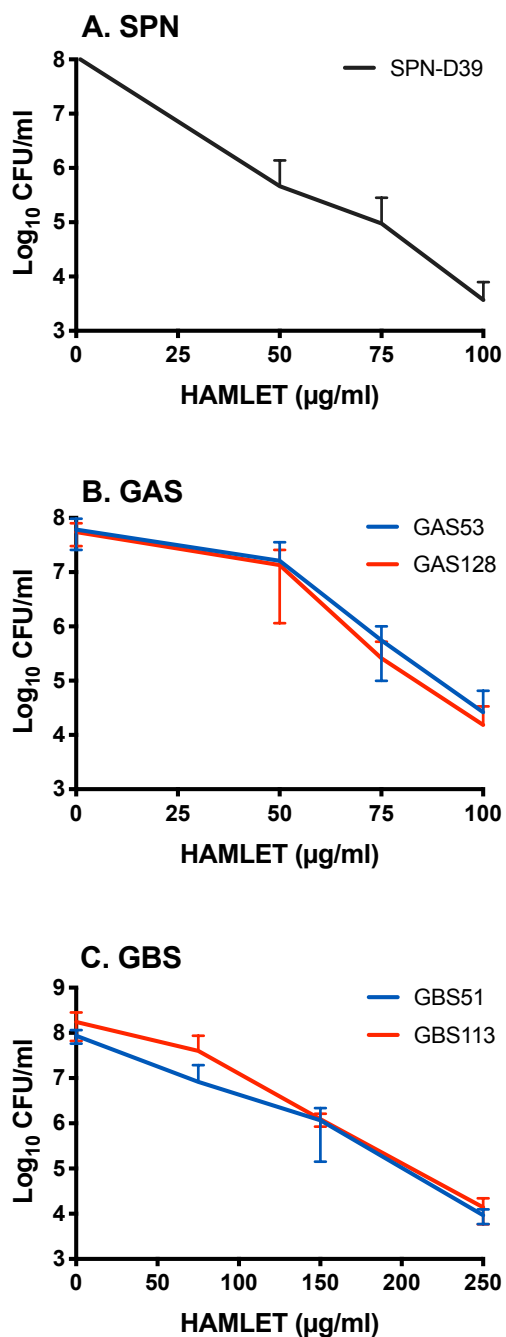 A. SPN
SPN-D39
8
7
6
5
4
3
Log₁₀ CFU/ml
0 25 50 75 100
HAMLET (µg/ml)
B. GAS
GAS53
GAS128
8
7
6
5
4
3
Log₁₀ CFU/ml
0 25 50 75 100
HAMLET (µg/ml)
C. GBS
GBS51
GBS113
9
8
7
6
5
4
3
Log₁₀ CFU/ml
0 50 100 150 200 250
HAMLET (µg/ml)